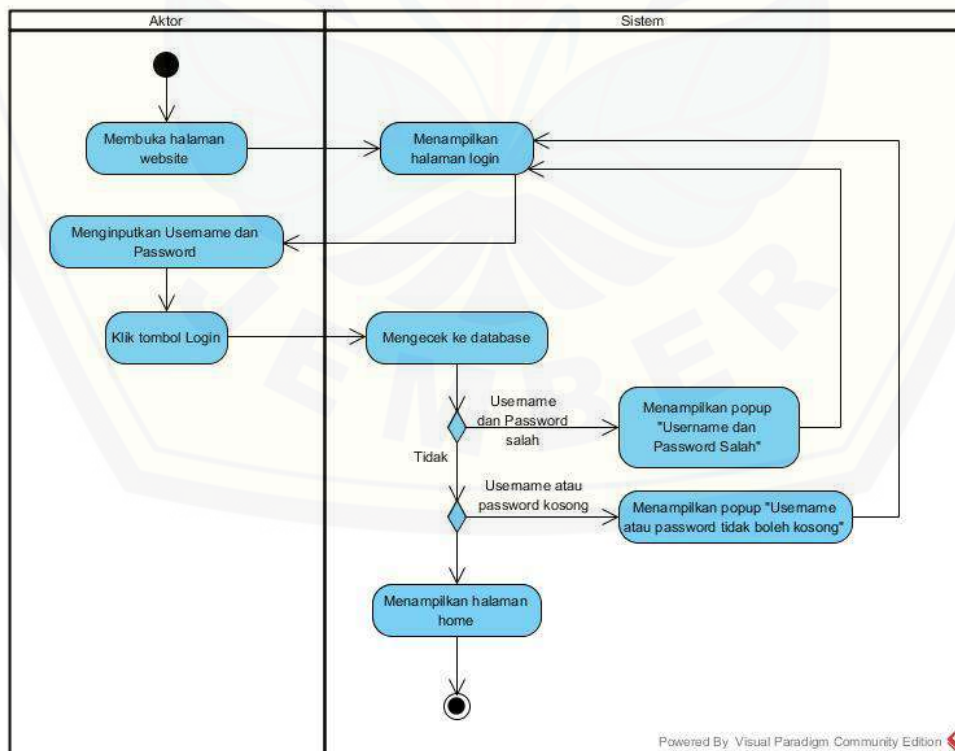 Aktor
Sistem
Membuka halaman
website
Menampilkan
halaman login
Menginputkan Username dan
Password
Klik tombol Login
Mengecek ke database
Username
dan Password
salah
Menampilkan popup
"Username dan
Password Salah"
Tidak
Username atau
password kosong
Menampilkan popup "Username
atau password tidak boleh kosong"
Menampilkan halaman
home
JEMBER
Powered By Visual Paradigm Community Edition